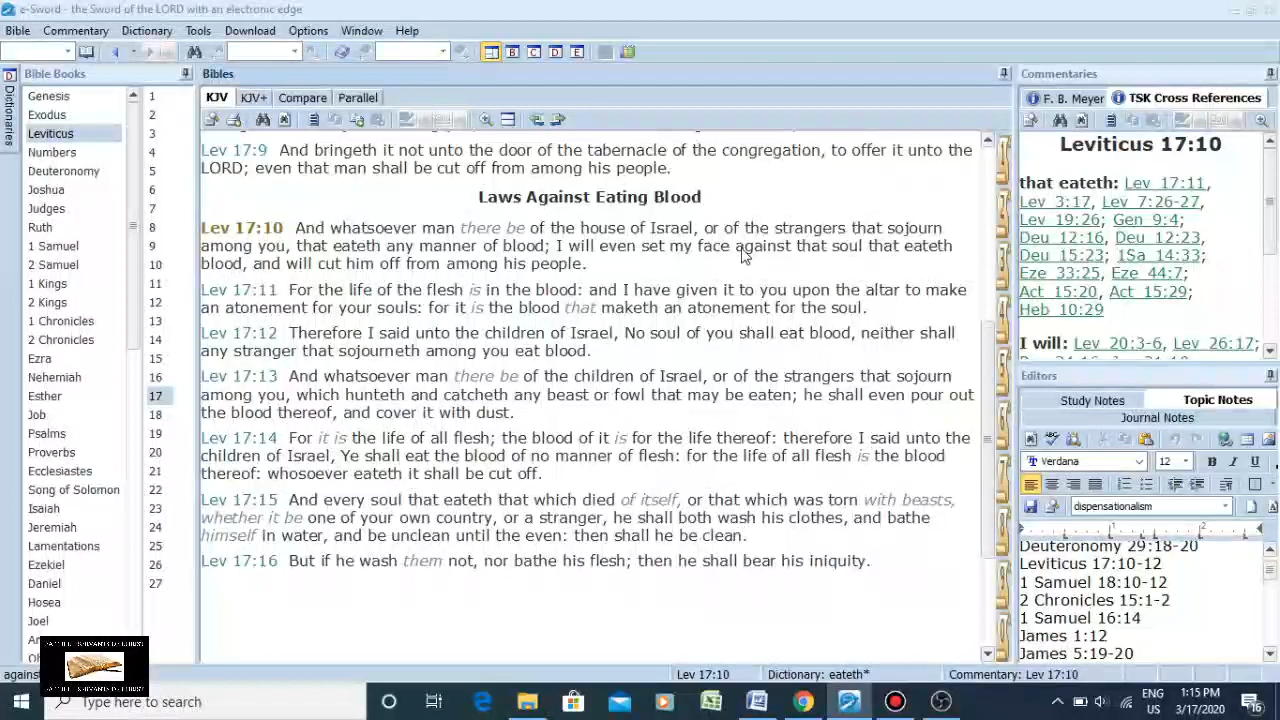 e-Sword - the Sword of the LORD with an electronic edge
Bible Commentary Dictionary Tools Download Options Window Help
B C D E
D Bible Books
Bibles
Commentaries
Dictionaries
KJV KJV+ Compare Parallel
F. B. Meyer TSK Cross References
Genesis
Exodus
Leviticus
Numbers
Deuteronomy
Joshua
Judges
Ruth
1 Samuel
2 Samuel
1 Kings
2 Kings
1 Chronicles
2 Chronicles
Ezra
Nehemiah
Esther
Job
Psalms
Proverbs
Ecclesiastes
Song of Solomon
Isaiah
Jeremiah
Lamentations
Ezekiel
Daniel
Hosea
Joel
1
2
3
4
5
6
7
8
9
10
11
12
13
14
15
16
17
18
19
20
21
22
23
24
25
26
27
Lev 17:9 And bringeth it not unto the door of the tabernacle of the congregation, to offer it unto the
LORD; even that man shall be cut off from among his people.
Laws Against Eating Blood
Lev 17:10 And whatsoever man there be of the house of Israel, or of the strangers that sojourn
among you, that eateth any manner of blood; I will even set my face against that soul that eateth
blood, and will cut him off from among his people.
Lev 17:11 For the life of the flesh is in the blood: and I have given it to you upon the altar to make
an atonement for your souls: for it is the blood that maketh an atonement for the soul.
Lev 17:12 Therefore I said unto the children of Israel, No soul of you shall eat blood, neither shall
any stranger that sojourneth among you eat blood.
Lev 17:13 And whatsoever man there be of the children of Israel, or of the strangers that sojourn
among you, which hunteth and catcheth any beast or fowl that may be eaten; he shall even pour out
the blood thereof, and cover it with dust.
Lev 17:14 For it is the life of all flesh; the blood of it is for the life thereof: therefore I said unto the
children of Israel, Ye shall eat the blood of no manner of flesh: for the life of all flesh is the blood
thereof: whosoever eateth it shall be cut off.
Lev 17:15 And every soul that eateth that which died of itself, or that which was torn with beasts,
whether it be one of your own country, or a stranger, he shall both wash his clothes, and bathe
himself in water, and be unclean until the even: then shall he be clean.
Lev 17:16 But if he wash them not, nor bathe his flesh; then he shall bear his iniquity.
Leviticus 17:10
that eateth: Lev 17:11,
Lev 3:17, Lev 7:26-27,
Lev 19:26; Gen 9:4;
Deu 12:16, Deu 12:23,
Deu 15:23; 1Sa 14:33;
Eze 33:25, Eze 44:7;
Act 15:20, Act 15:29;
Heb 10:29
I will: Lev 20:3-6, Lev 26:17;
Editors
Study Notes Topic Notes
Journal Notes
Verdana 12 B I U
dispensationalism
1 2
Deuteronomy 29:18-20
Leviticus 17:10-12
1 Samuel 18:10-12
2 Chronicles 15:1-2
1 Samuel 16:14
James 1:12
James 5:19-20
Lev 17:10 Dictionary: eateth* Commentary: Lev 17:10
Type here to search
ENG
US
1:15 PM
3/17/2020
16